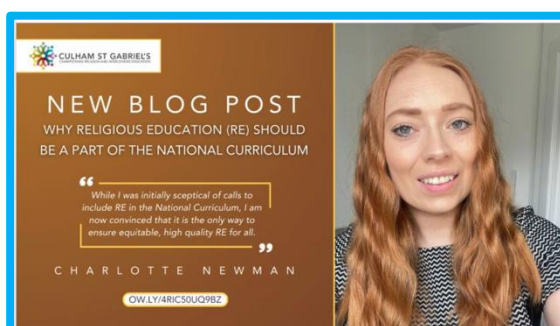 CULHAM ST GABRIEL'S
NEW BLOG POST
WHY RELIGIOUS EDUCATION (RE) SHOULD
BE A PART OF THE NATIONAL CURRICULUM
“
While I was initially sceptical of calls to
include RE in the National Curriculum, I am
now convinced that it is the only way to
ensure equitable, high quality RE for all.
”
CHARLOTTE NEWMAN
OW.LY/4RIC50UQ9BZ